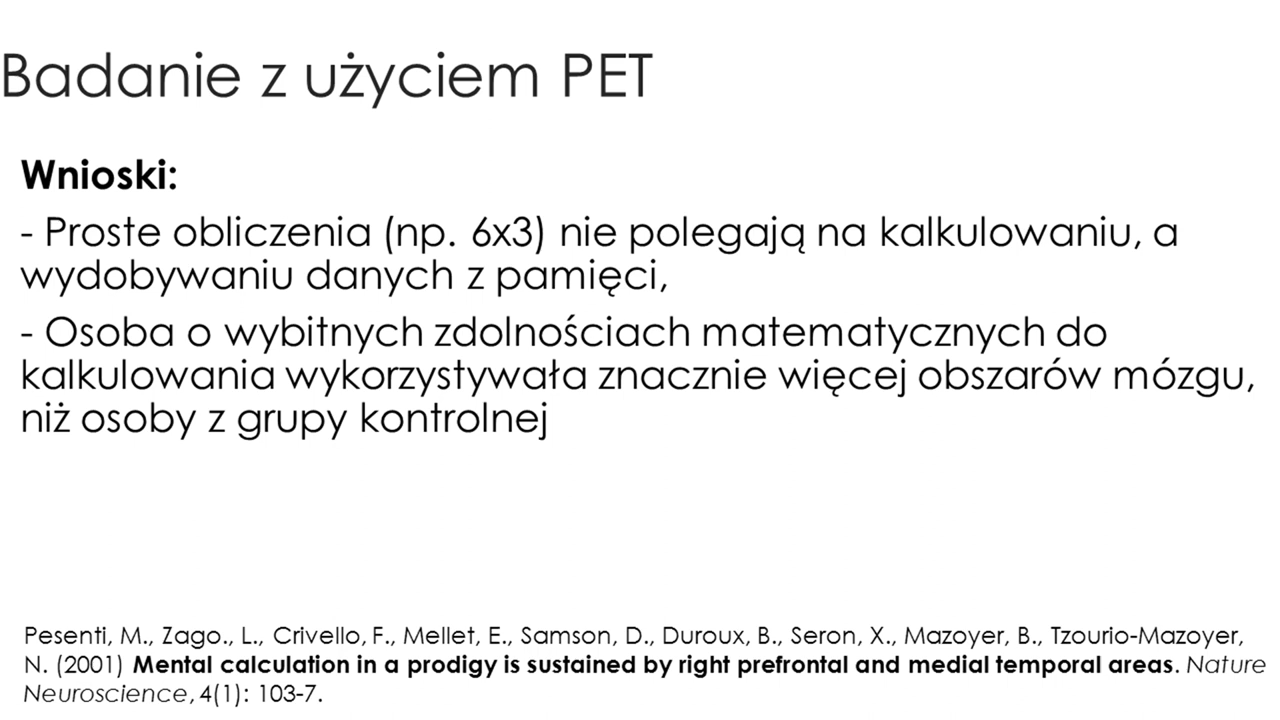 Badanie z użyciem PET
Wnioski:
- Proste obliczenia (np. 6x3) nie polegają na kalkulowaniu, a
wydobywaniu danych z pamięci,
- Osoba o wybitnych zdolnościach matematycznych do
kalkulowania wykorzystywała znacznie więcej obszarów mózgu,
niż osoby z grupy kontrolnej
Pesenti, M., Zago., L., Crivello, F., Mellet, E., Samson, D., Duroux, B., Seron, X., Mazoyer, B., Tzourio-Mazoyer,
N. (2001) Mental calculation in a prodigy is sustained by right prefrontal and medial temporal areas. Nature
Neuroscience, 4(1): 103-7.